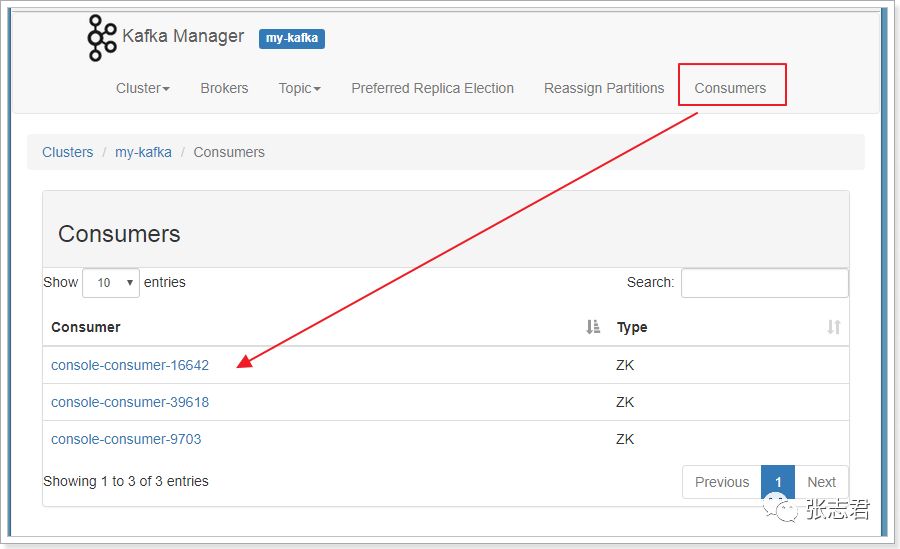 Kafka Manager my-kafka
Cluster Brokers Topic Preferred Replica Election Reassign Partitions Consumers
Clusters / my-kafka / Consumers
Consumers
Show 10 entries Search:
Consumer Type
console-consumer-16642 ZK
console-consumer-39618 ZK
console-consumer-9703 ZK
Showing 1 to 3 of 3 entries Previous 1 Next
张志君